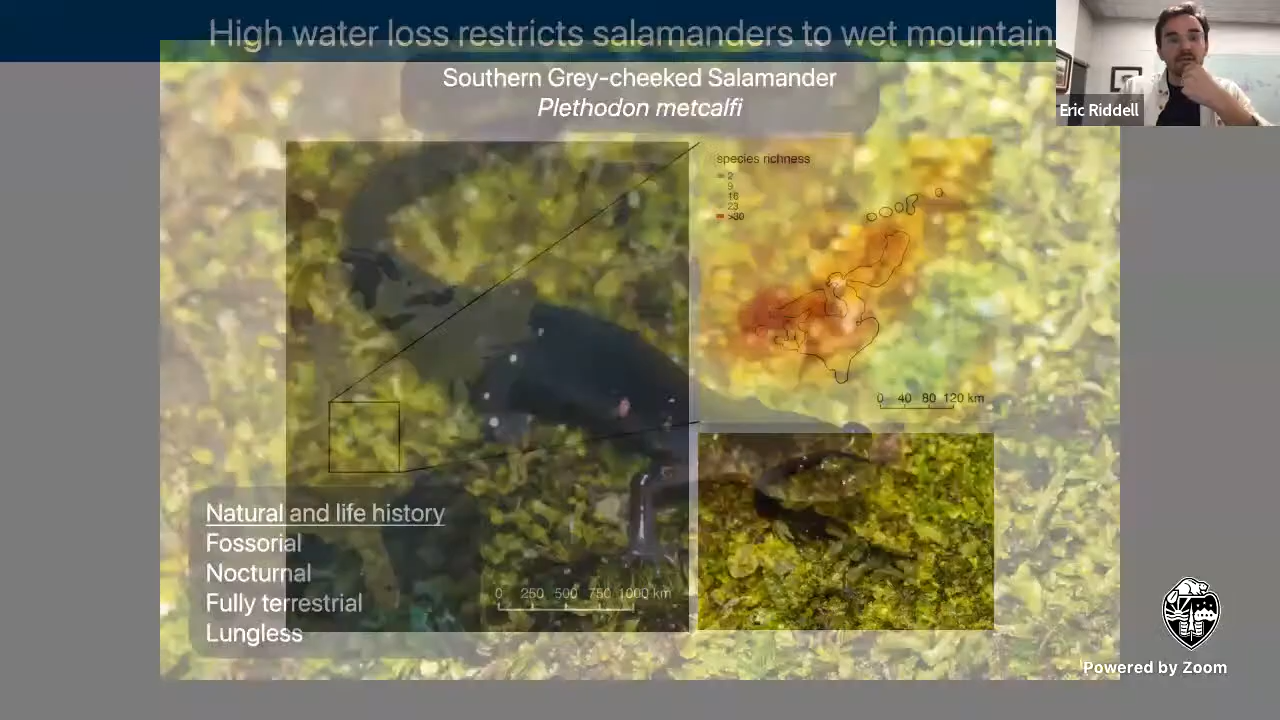 High water loss restricts salamanders to wet mountain
Southern Grey-cheeked Salamander
Plethodon metcalfi
Eric Riddell
species richness
2
9
16
23
>30
0 40 80 120 km
Natural and life history
Fossorial
Nocturnal
Fully terrestrial
Lungless
0 250 500 750 1000 km
Powered by Zoom